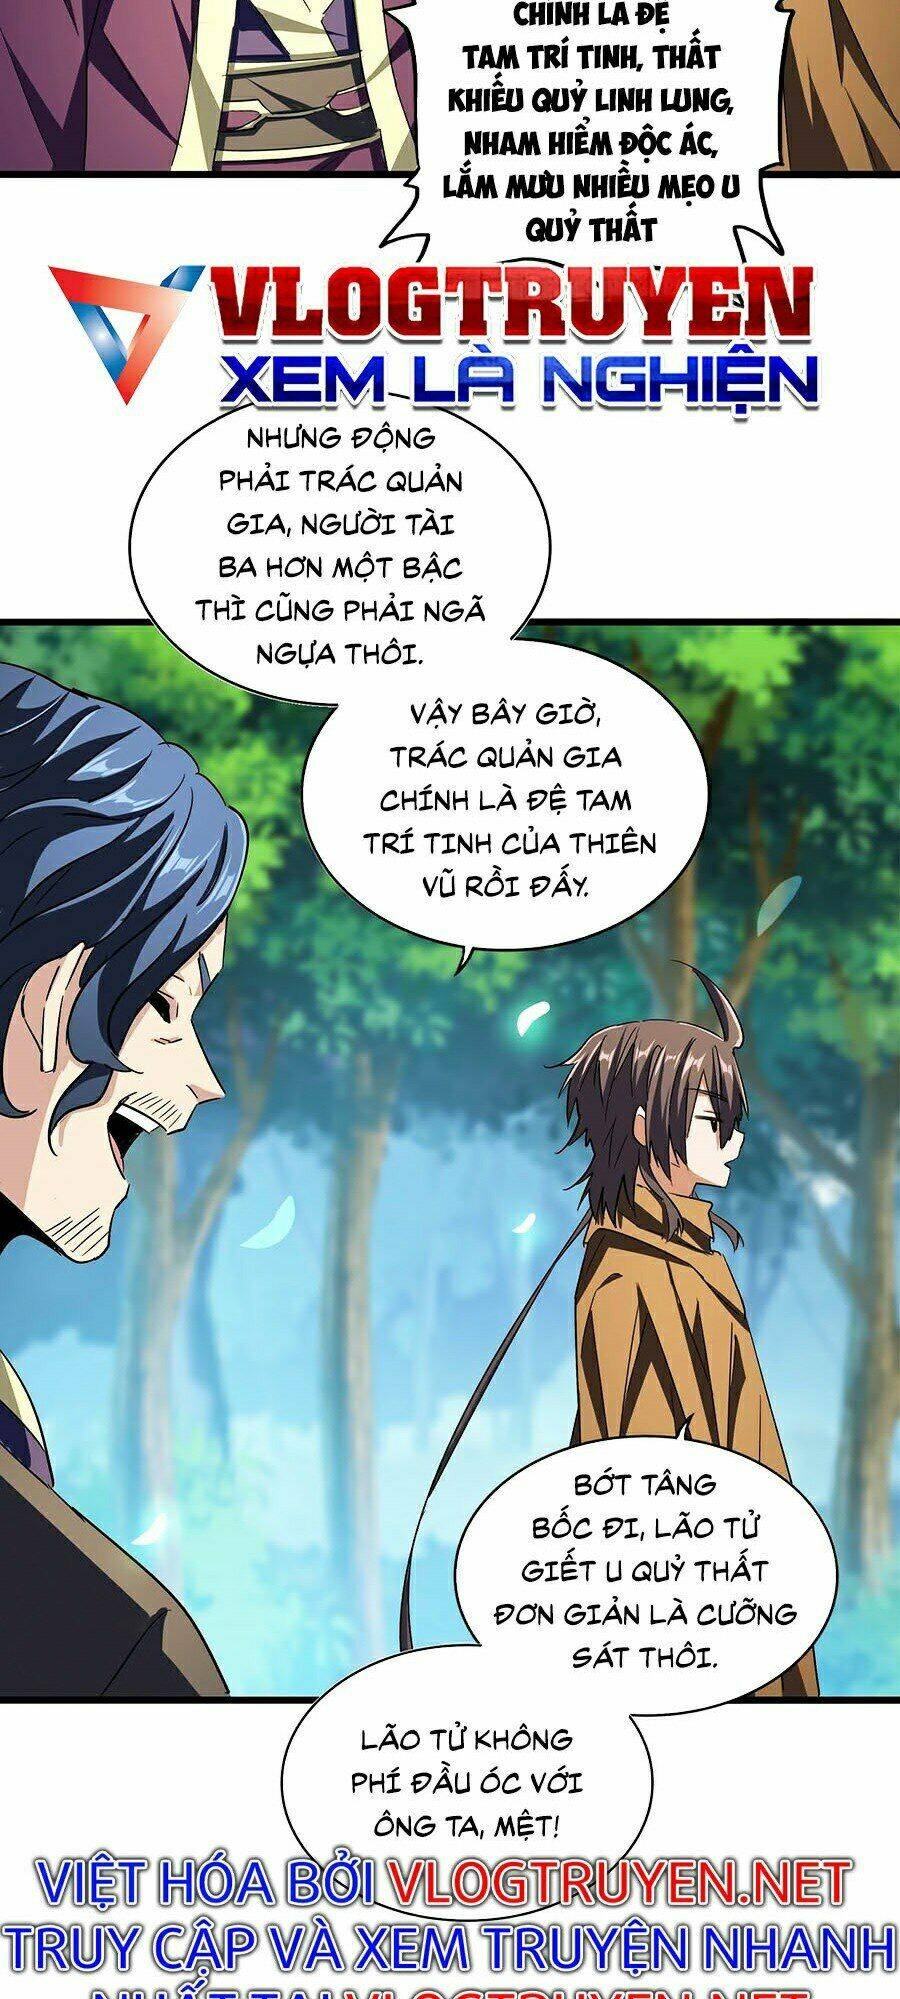 CHÍNH LÀ ĐỆ
TAM TRÍ TINH, THẤT
KHIẾU QUỶ LINH LUNG,
NHAM HIỂM ĐỘC ÁC,
LẮM MƯU NHIỀU MẸO U
QUỶ THẤT
VLOGTRUYEN
XEM LÀ NGHIỆN
NHƯNG ĐỘNG
PHẢI TRÁC QUẢN
GIA, NGƯỜI TÀI
BA HƠN MỘT BẬC
THÌ CŨNG PHẢI NGÃ
NGỰA THÔI.
VẬY BÂY GIỜ,
TRÁC QUẢN GIA
CHÍNH LÀ ĐỆ TAM
TRÍ TINH CỦA THIÊN
VŨ RỒI ĐẤY.
BỚT TÂNG
BỐC ĐI, LÃO TỬ
GIẾT U QUỶ THẤT
ĐƠN GIẢN LÀ CƯỠNG
SÁT THÔI.
LÃO TỬ KHÔNG
PHÍ ĐẦU ÓC VỚI
ÔNG TA, MỆT!
VIỆT HÓA BỞI VLOGTRUYEN.NET
TRUY CẬP VÀ XEM TRUYỆN NHANH
NHẤT TẠI VLOGTRUYEN.NET